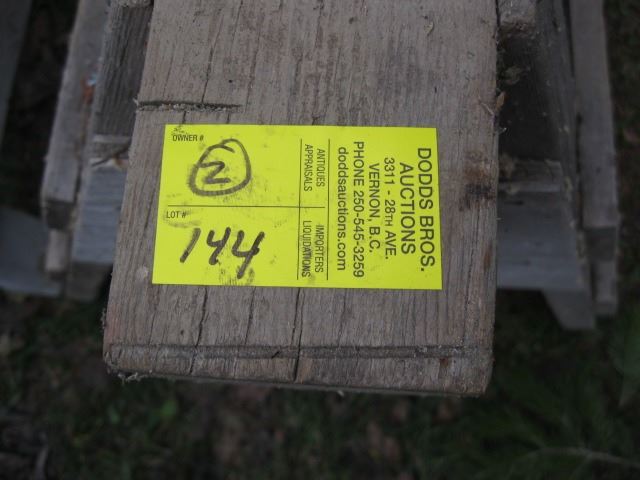 OWNER #
2
LOT #
144
ANTIQUES
APPRAISALS
IMPORTERS
LIQUIDATIONS
DODDS BROS.
AUCTIONS
3311 - 28TH AVE.
VERNON, B.C.
PHONE 250-545-3259
doddsauctions.com